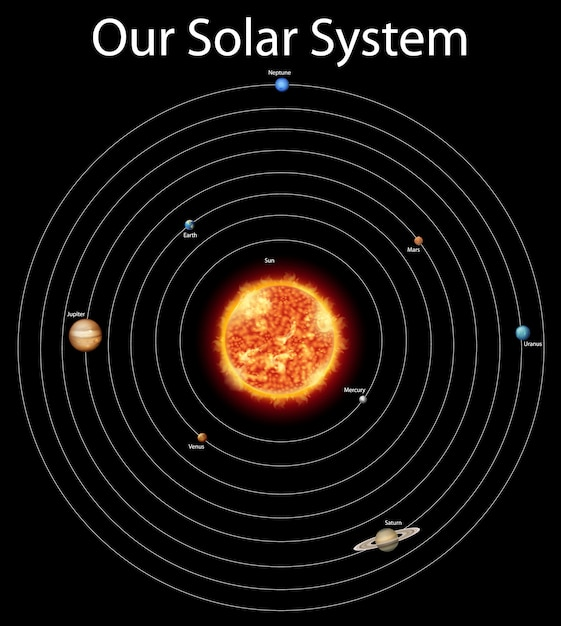 Our Solar System
Neptune
Earth
Mars
Sun
Jupiter
Uranus
Mercury
Venus
Saturn